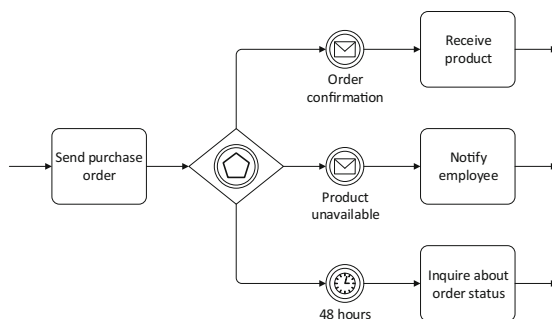 Receive
product
Order
confirmation
Send purchase
order
Notify
employee
Product
unavailable
Inquire about
order status
48 hours